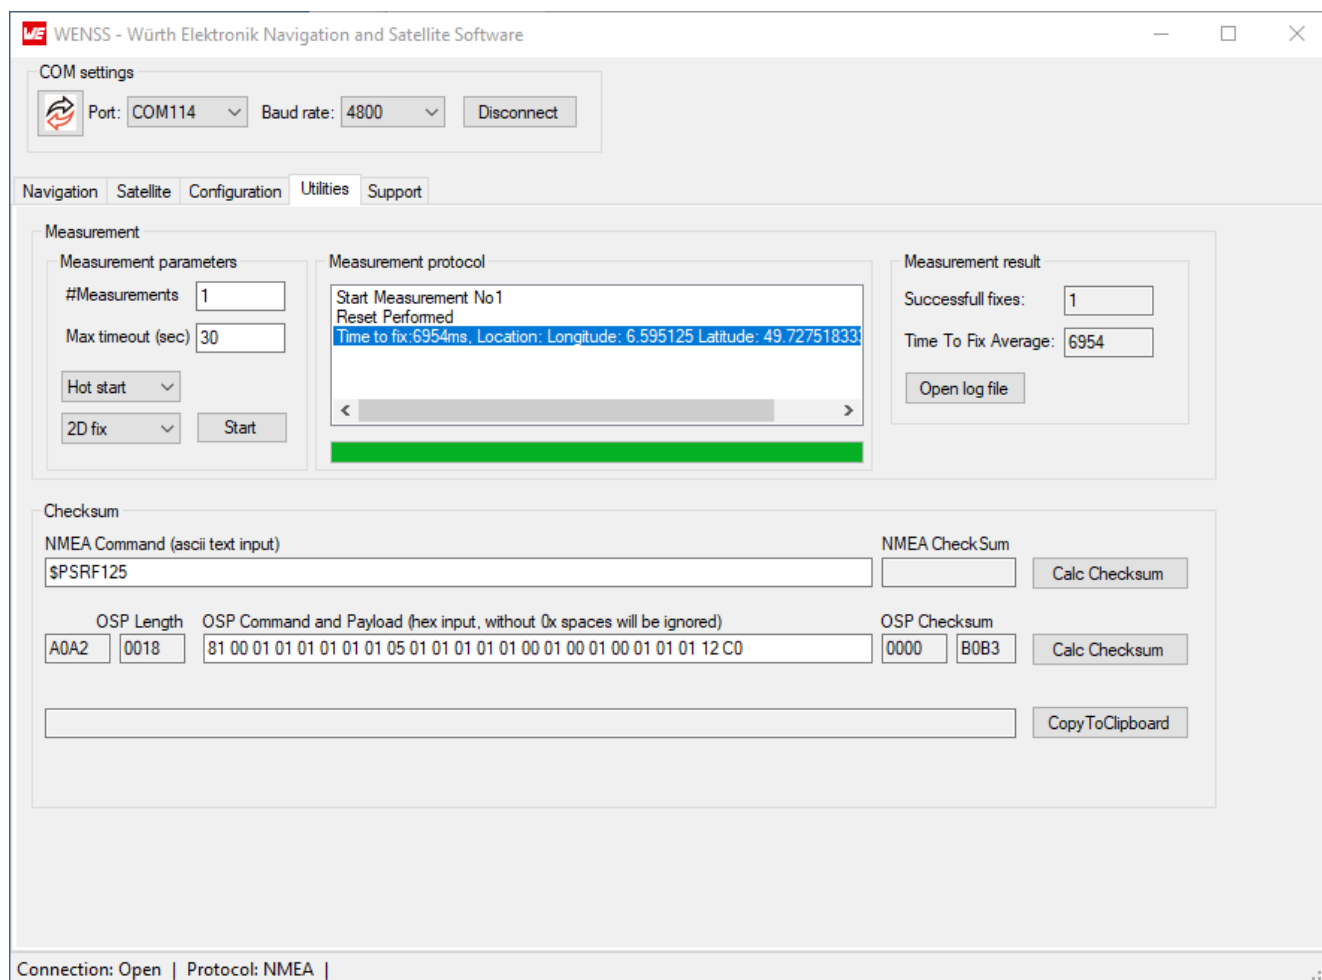 WE WENSS - Würth Elektronik Navigation and Satellite Software
COM settings
Port: COM114 Baud rate: 4800 Disconnect
Navigation Satellite Configuration Utilities Support
Measurement
Measurement parameters
#Measurements 1
Max timeout (sec) 30
Hot start
2D fix Start
Measurement protocol
Start Measurement No1
Reset Performed
Time to fix:6954ms, Location: Longitude: 6.595125 Latitude: 49.727518333
Measurement result
Successfull fixes: 1
Time To Fix Average: 6954
Open log file
Checksum
NMEA Command (ascii text input) NMEA CheckSum
$PSRF125 Calc Checksum
OSP Length OSP Command and Payload (hex input, without 0x spaces will be ignored) OSP Checksum
A0A2 0018 81 00 01 01 01 01 01 01 05 01 01 01 01 01 00 01 00 01 00 01 01 01 12 C0 0000 B0B3 Calc Checksum
CopyToClipboard
Connection: Open | Protocol: NMEA |